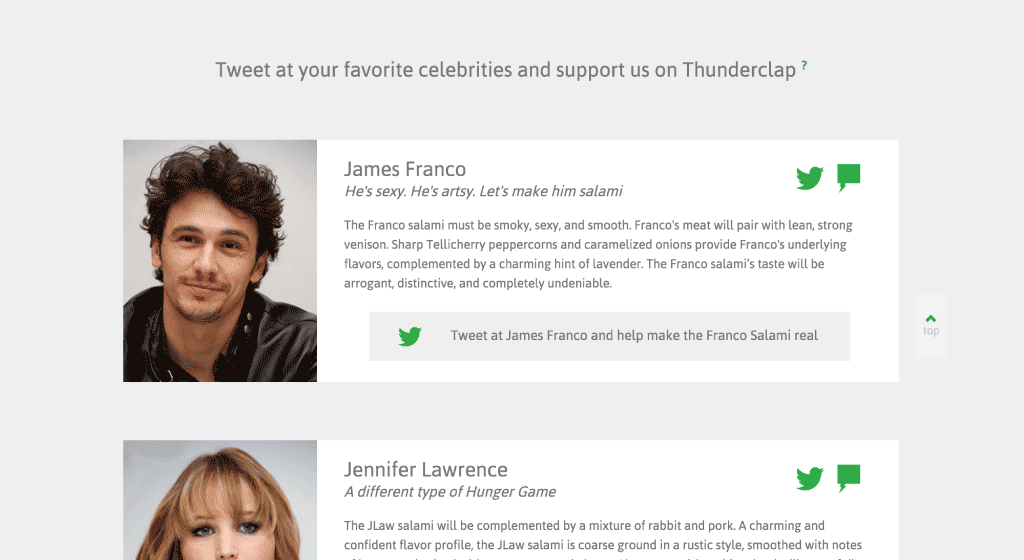 Tweet at your favorite celebrities and support us on Thunderclap ?
James Franco
He's sexy. He's artsy. Let's make him salami
The Franco salami must be smoky, sexy, and smooth. Franco's meat will pair with lean, strong
venison. Sharp Tellicherry peppercorns and caramelized onions provide Franco's underlying
flavors, complemented by a charming hint of lavender. The Franco salami's taste will be
arrogant, distinctive, and completely undeniable.
Tweet at James Franco and help make the Franco Salami real
top
Jennifer Lawrence
A different type of Hunger Game
The JLaw salami will be complemented by a mixture of rabbit and pork. A charming and
confident flavor profile, the JLaw salami is coarse ground in a rustic style, smoothed with notes